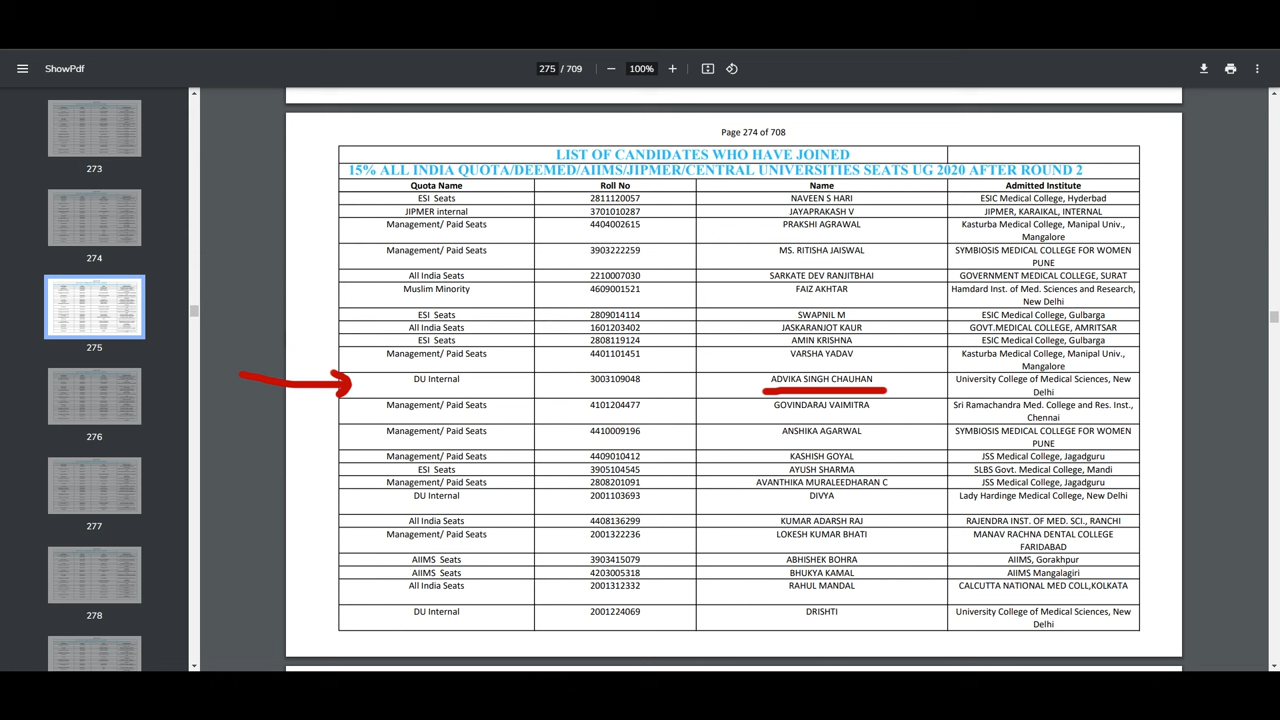 ShowPdf
275 / 709
100%
273
274
275
276
277
278
Page 274 of 708
LIST OF CANDIDATES WHO HAVE JOINED
15% ALL INDIA QUOTA/DEEMED/AIIMS/JIPMER/CENTRAL UNIVERSITIES SEATS UG 2020 AFTER ROUND 2
Quota Name Roll No Name Admitted Institute
ESI Seats 2811120057 NAVEEN S HARI ESIC Medical College, Hyderbad
JIPMER internal 3701010287 JAYAPRAKASH V JIPMER, KARAIKAL, INTERNAL
Management/ Paid Seats 4404002615 PRAKSHI AGRAWAL Kasturba Medical College, Manipal Univ.,
Mangalore
Management/ Paid Seats 3903222259 MS. RITISHA JAISWAL SYMBIOSIS MEDICAL COLLEGE FOR WOMEN
PUNE
All India Seats 2210007030 SARKATE DEV RANJITBHAI GOVERNMENT MEDICAL COLLEGE, SURAT
Muslim Minority 4609001521 FAIZ AKHTAR Hamdard Inst. of Med. Sciences and Research,
New Delhi
ESI Seats 2809014114 SWAPNIL M ESIC Medical College, Gulbarga
All India Seats 1601203402 JASKARANJOT KAUR GOVT.MEDICAL COLLEGE, AMRITSAR
ESI Seats 2808119124 AMIN KRISHNA ESIC Medical College, Gulbarga
Management/ Paid Seats 4401101451 VARSHA YADAV Kasturba Medical College, Manipal Univ.,
Mangalore
DU Internal 3003109048 ADVIKA SINGH CHAUHAN University College of Medical Sciences, New
Delhi
Management/ Paid Seats 4101204477 GOVINDARAJ VAIMITRA Sri Ramachandra Med. College and Res. Inst.,
Chennai
Management/ Paid Seats 4410009196 ANSHIKA AGARWAL SYMBIOSIS MEDICAL COLLEGE FOR WOMEN
PUNE
Management/ Paid Seats 4409010412 KASHISH GOYAL JSS Medical College, Jagadguru
ESI Seats 3905104545 AYUSH SHARMA SLBS Govt. Medical College, Mandi
Management/ Paid Seats 2808201091 AVANTHIKA MURALEEDHARAN C JSS Medical College, Jagadguru
DU Internal 2001103693 DIVYA Lady Hardinge Medical College, New Delhi
All India Seats 4408136299 KUMAR ADARSH RAJ RAJENDRA INST. OF MED. SCI., RANCHI
Management/ Paid Seats 2001322236 LOKESH KUMAR BHATI MANAV RACHNA DENTAL COLLEGE
FARIDABAD
AIIMS Seats 3903415079 ABHISHEK BOHRA AIIMS, Gorakhpur
AIIMS Seats 4203005318 BHUKYA KAMAL AIIMS Mangalagiri
All India Seats 2001312332 RAHUL MANDAL CALCUTTA NATIONAL MED COLL,KOLKATA
DU Internal 2001224069 DRISHTI University College of Medical Sciences, New
Delhi